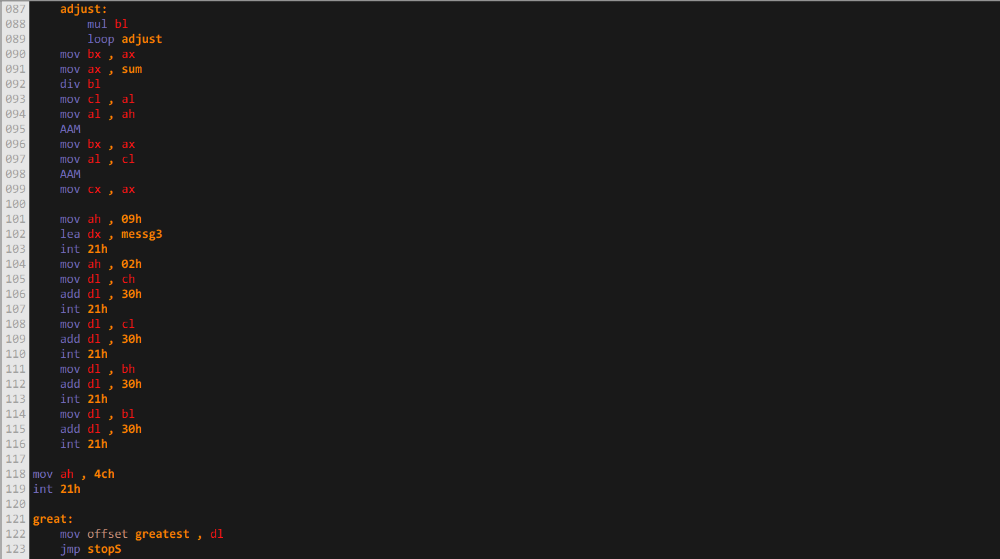 087     adjust:
088         mul bl
089         loop adjust
090     mov bx , ax
091     mov ax , sum
092     div bl
093     mov cl , al
094     mov al , ah
095     AAM
096     mov bx , ax
097     mov al , cl
098     AAM
099     mov cx , ax
100
101     mov ah , 09h
102     lea dx , messg3
103     int 21h
104     mov ah , 02h
105     mov dl , ch
106     add dl , 30h
107     int 21h
108     mov dl , cl
109     add dl , 30h
110     int 21h
111     mov dl , bh
112     add dl , 30h
113     int 21h
114     mov dl , bl
115     add dl , 30h
116     int 21h
117
118 mov ah , 4ch
119 int 21h
120
121 great:
122     mov offset greatest , dl
123     jmp stopS